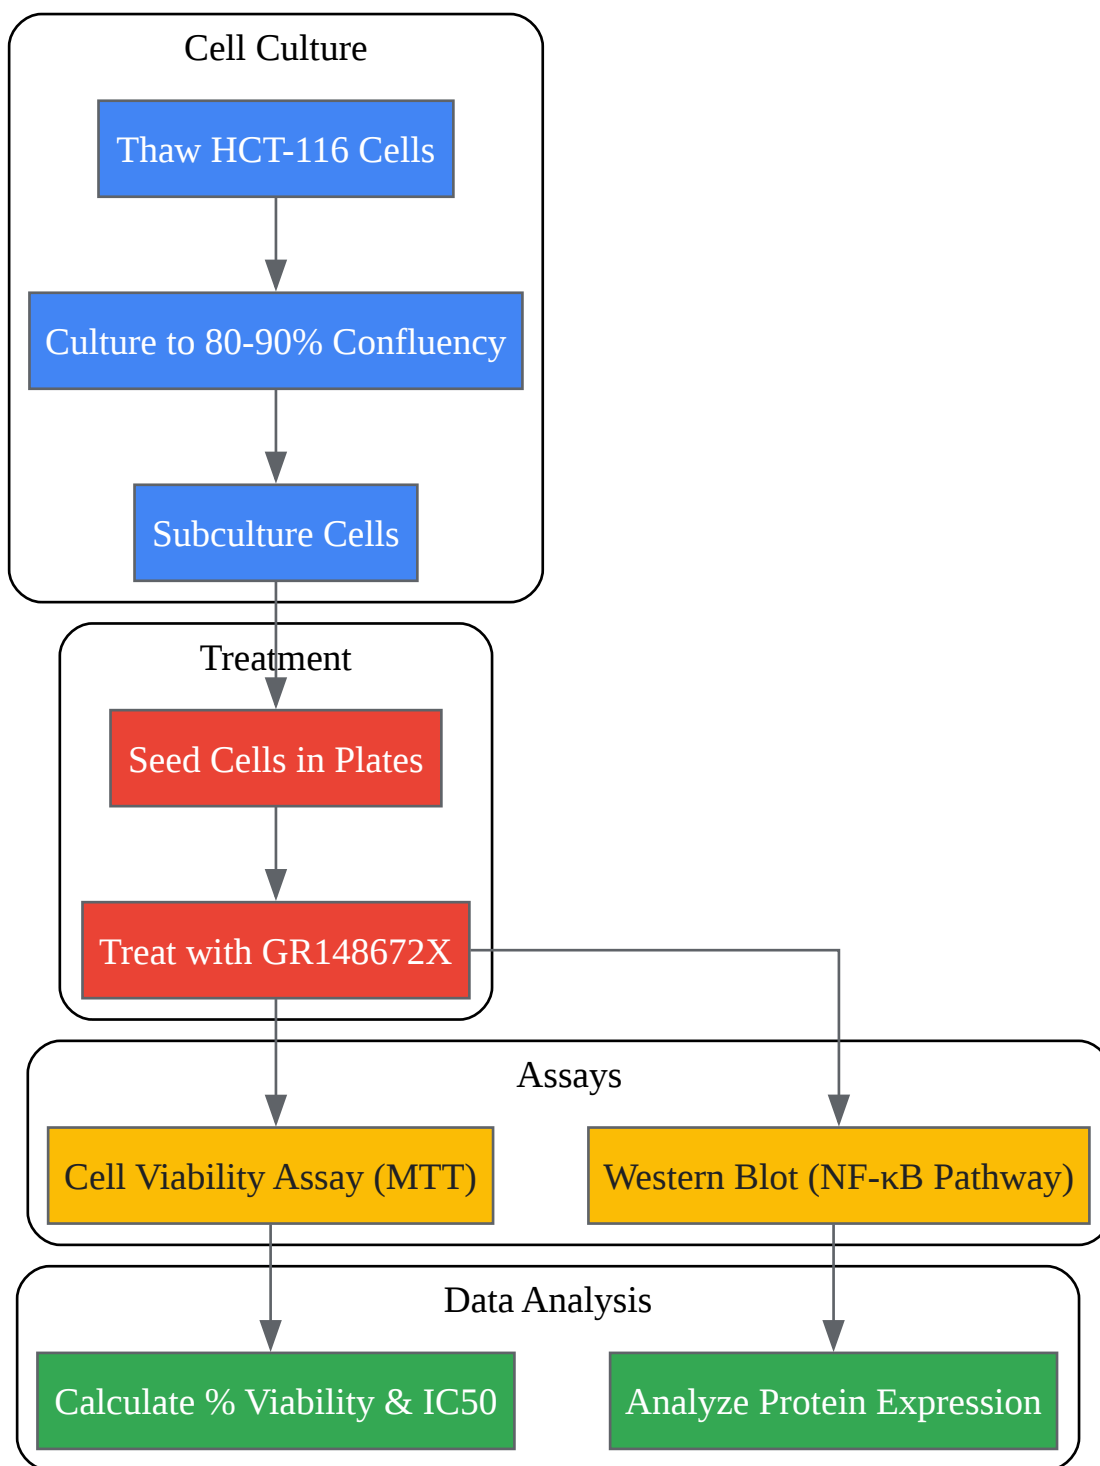 Cell Culture
Thaw HCT-116 Cells
Culture to 80-90% Confluency
Subculture Cells
Treatment
Seed Cells in Plates
Treat with GR148672X
Assays
Cell Viability Assay (MTT)
Western Blot (NF-κB Pathway)
Data Analysis
Calculate % Viability & IC50
Analyze Protein Expression